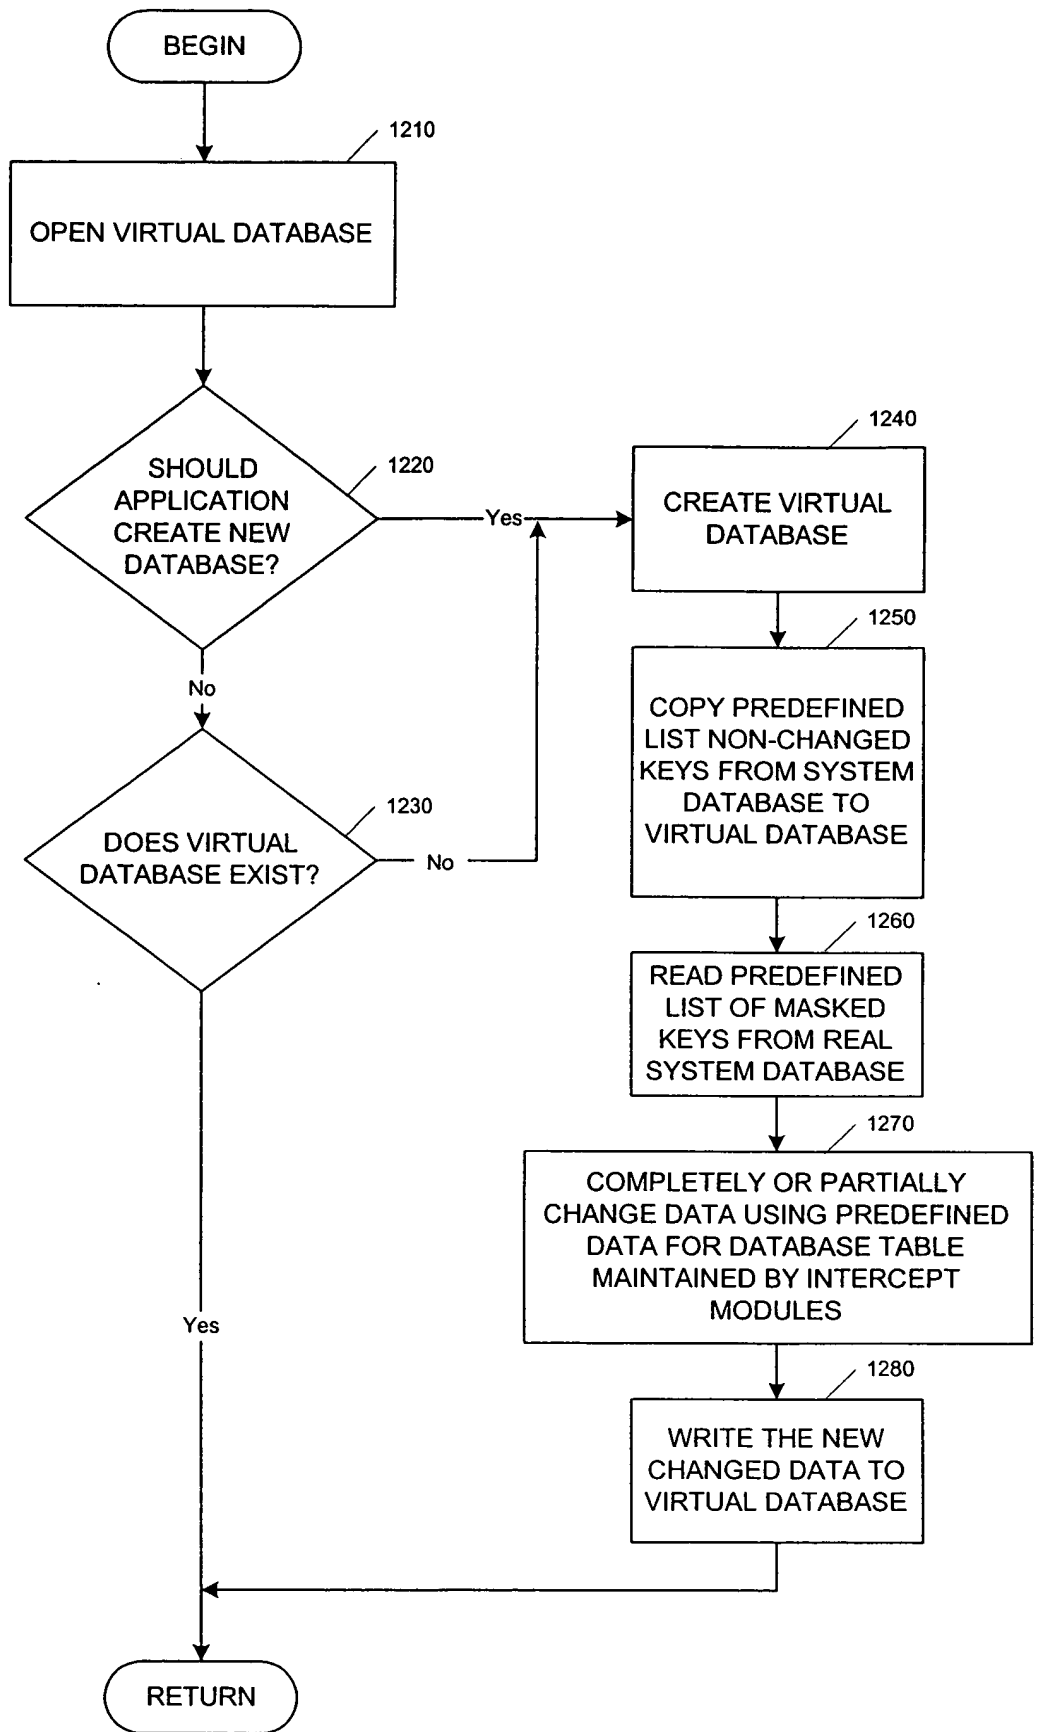 BEGIN
1210
OPEN VIRTUAL DATABASE
1220
SHOULD
APPLICATION
CREATE NEW
DATABASE?
Yes
No
1240
CREATE VIRTUAL
DATABASE
1250
COPY PREDEFINED
LIST NON-CHANGED
KEYS FROM SYSTEM
DATABASE TO
VIRTUAL DATABASE
1230
DOES VIRTUAL
DATABASE EXIST?
No
1260
READ PREDEFINED
LIST OF MASKED
KEYS FROM REAL
SYSTEM DATABASE
1270
COMPLETELY OR PARTIALLY
CHANGE DATA USING PREDEFINED
DATA FOR DATABASE TABLE
MAINTAINED BY INTERCEPT
MODULES
Yes
1280
WRITE THE NEW
CHANGED DATA TO
VIRTUAL DATABASE
RETURN